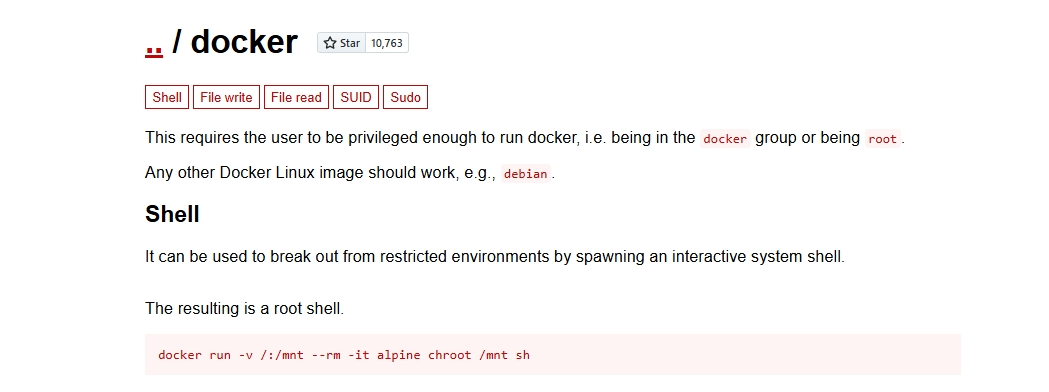 .. / docker Star 10,763
Shell File write File read SUID Sudo
This requires the user to be privileged enough to run docker, i.e. being in the docker group or being root.
Any other Docker Linux image should work, e.g., debian.
Shell
It can be used to break out from restricted environments by spawning an interactive system shell.
The resulting is a root shell.
docker run -v /:/mnt --rm -it alpine chroot /mnt sh